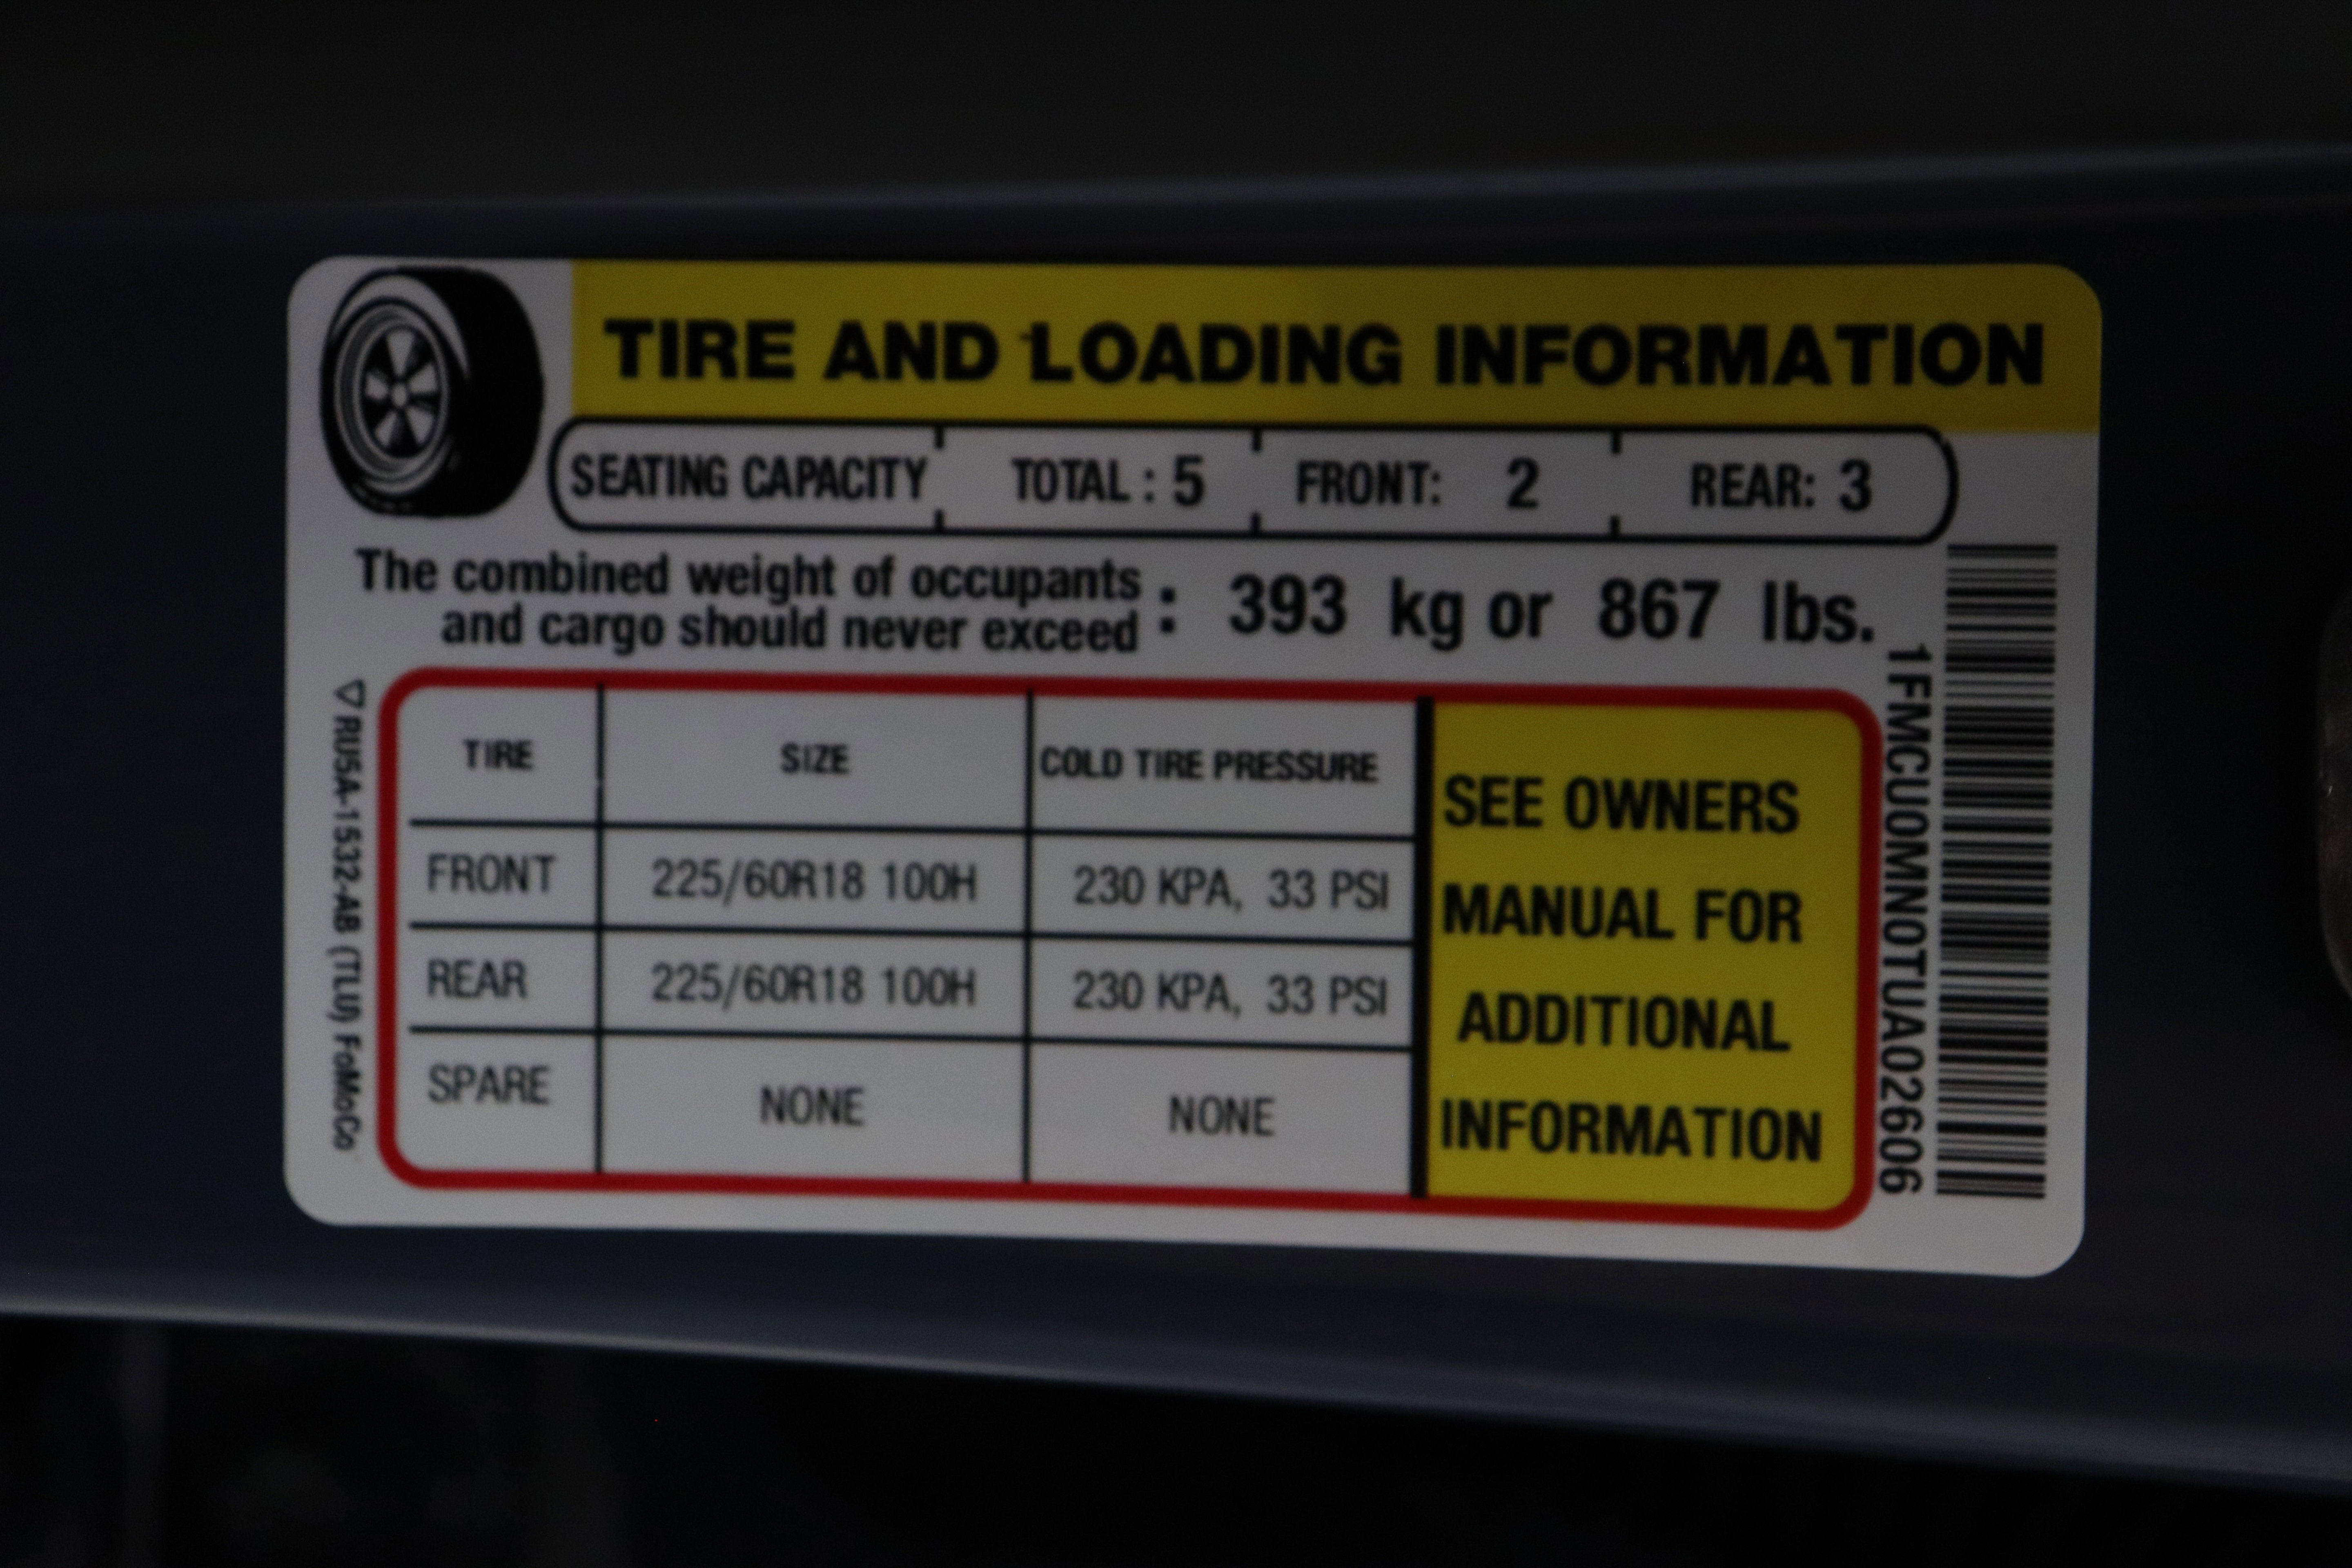 TIRE AND LOADING INFORMATION
SEATING CAPACITY TOTAL : 5 FRONT: 2 REAR: 3
The combined weight of occupants
and cargo should never exceed : 393 kg or 867 lbs.
TIRE SIZE COLD TIRE PRESSURE
FRONT 225/60R18 100H 230 KPA, 33 PSI
REAR 225/60R18 100H 230 KPA, 33 PSI
SPARE NONE NONE
SEE OWNERS
MANUAL FOR
ADDITIONAL
INFORMATION
1FMCU0MN0TUA02606
RU5A-1532-AB (TLU) FoMoCo